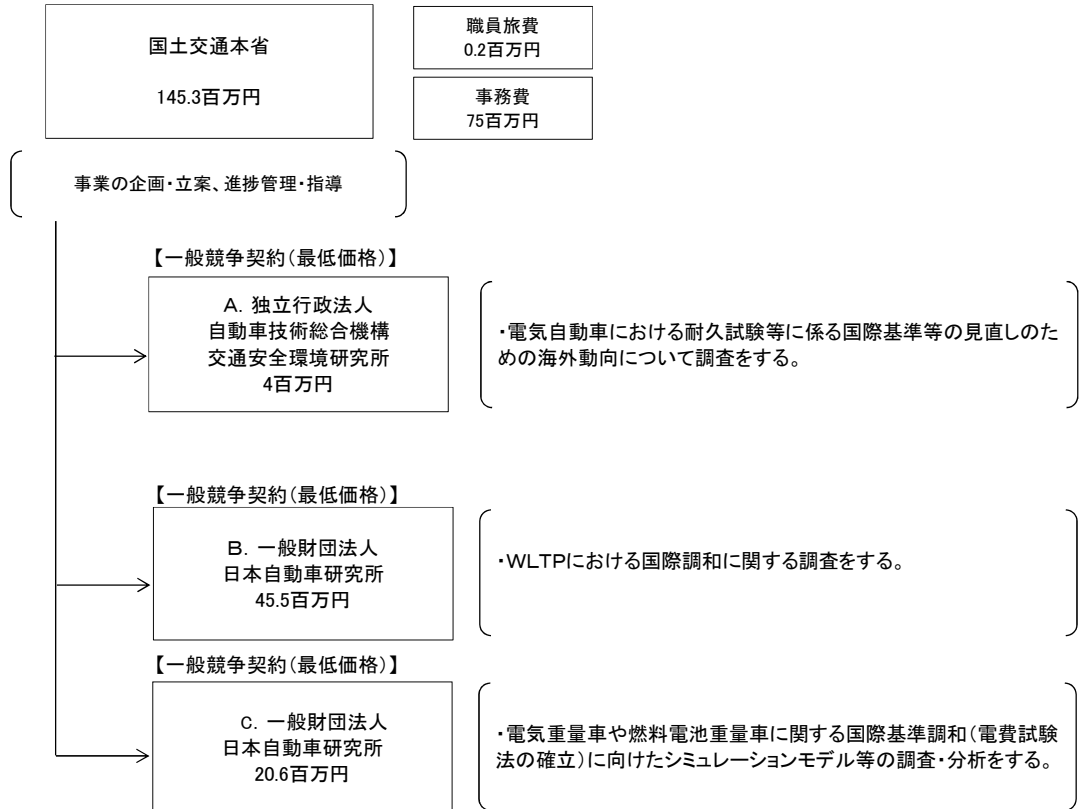 国土交通本省
145.3百万円
職員旅費
0.2百万円
事務費
75百万円
事業の企画・立案、進捗管理・指導
【一般競争契約(最低価格)】
A. 独立行政法人
自動車技術総合機構
交通安全環境研究所
4百万円
・電気自動車における耐久試験等に係る国際基準等の見直しのた
めの海外動向について調査をする。
【一般競争契約(最低価格)】
B. 一般財団法人
日本自動車研究所
45.5百万円
・WLTPにおける国際調和に関する調査をする。
【一般競争契約(最低価格)】
C. 一般財団法人
日本自動車研究所
20.6百万円
・電気重量車や燃料電池重量車に関する国際基準調和(電費試験
法の確立)に向けたシミュレーションモデル等の調査・分析をする。